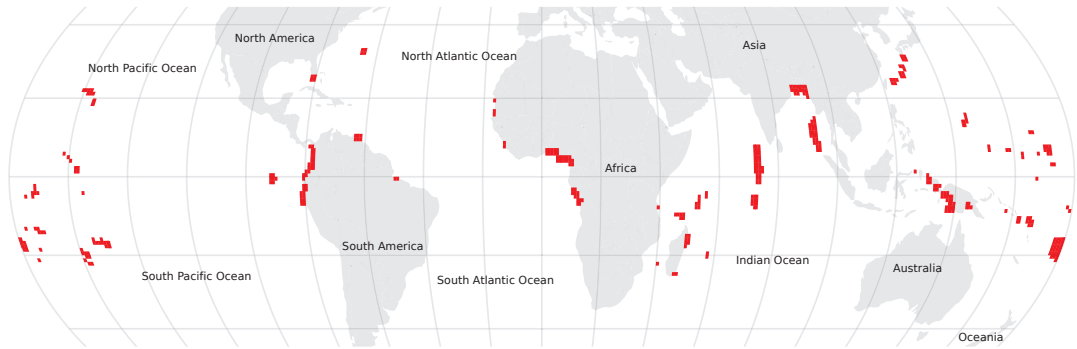 North America
Asia
North Atlantic Ocean
North Pacific Ocean
Africa
South America
Indian Ocean
Australia
South Pacific Ocean
South Atlantic Ocean
Oceania